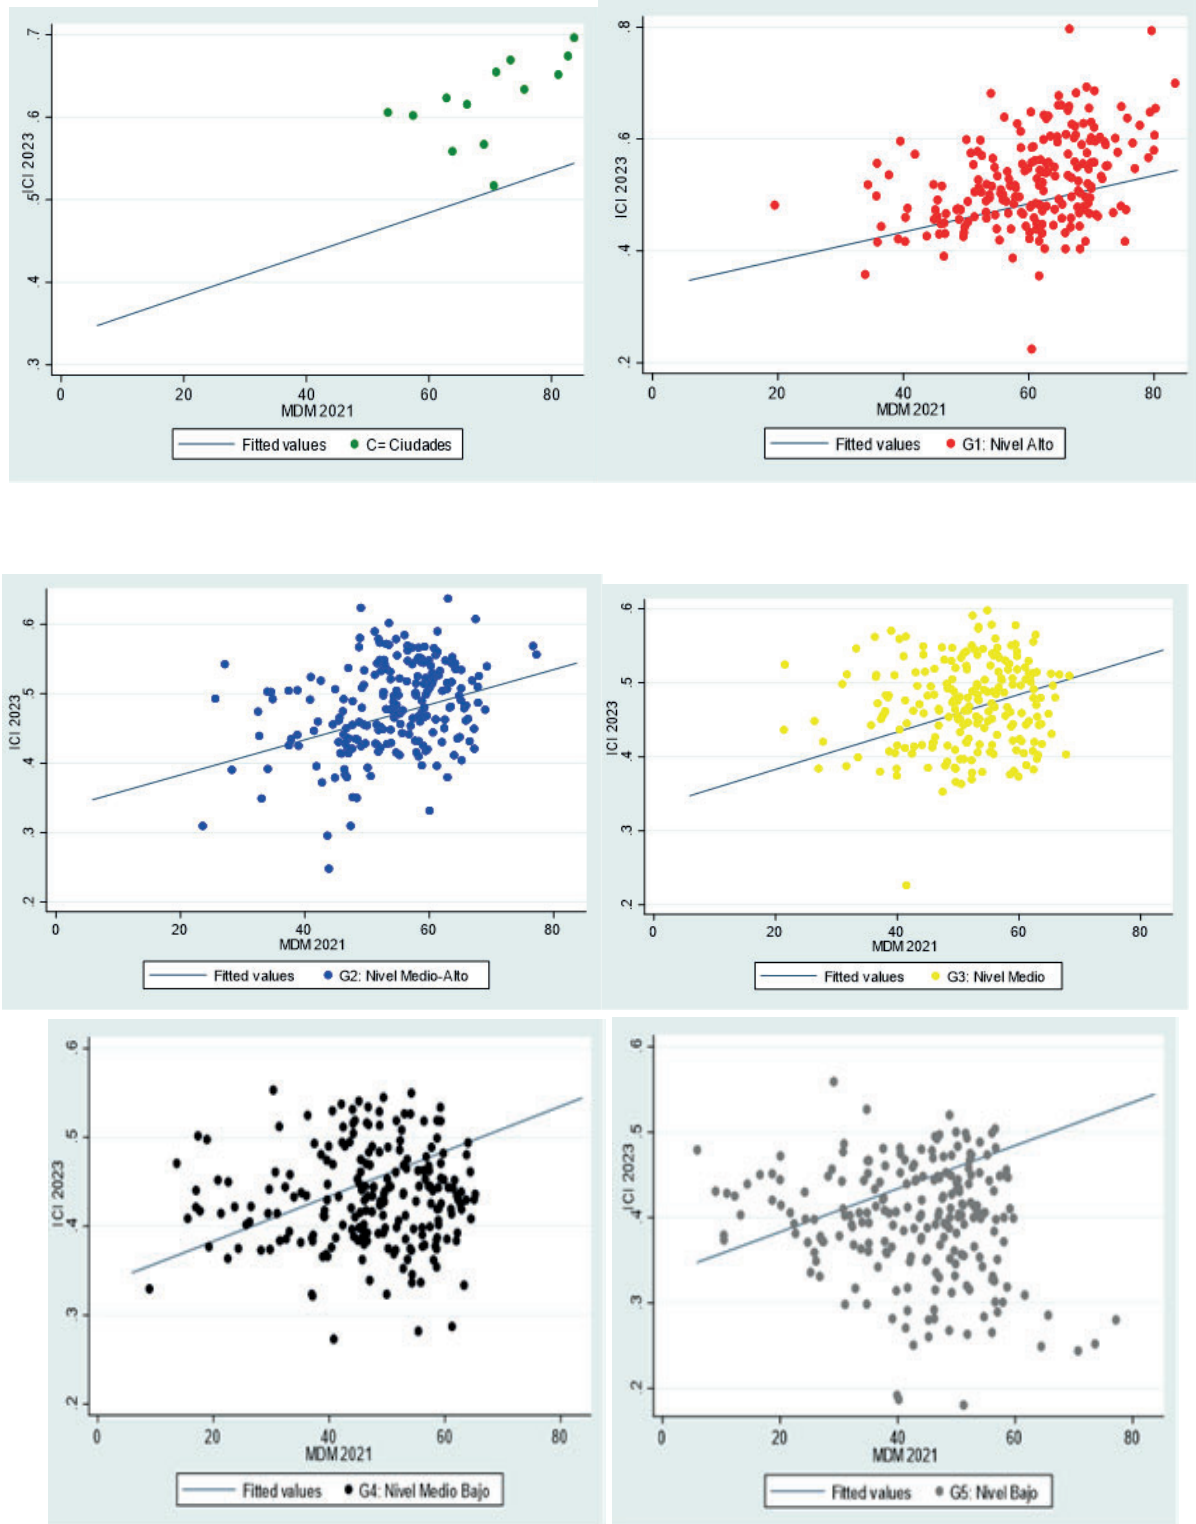 .7
.6
.5
.4
.3
ICI 2023
0 20 40 60 80
MDM 2021
Fitted values C= Ciudades
.8
.6
.4
.2
ICI 2023
0 20 40 60 80
MDM 2021
Fitted values G1: Nivel Alto
.6
.5
.4
.3
.2
ICI 2023
0 20 40 60 80
MDM 2021
Fitted values G2: Nivel Medio-Alto
.6
.5
.4
.3
.2
ICI 2023
0 20 40 60 80
MDM 2021
Fitted values G3: Nivel Medio
.6
.5
.4
.3
.2
ICI 2023
0 20 40 60 80
MDM 2021
Fitted values G4: Nivel Medio Bajo
.6
.5
.4
.3
.2
ICI 2023
0 20 40 60 80
MDM 2021
Fitted values G5: Nivel Bajo